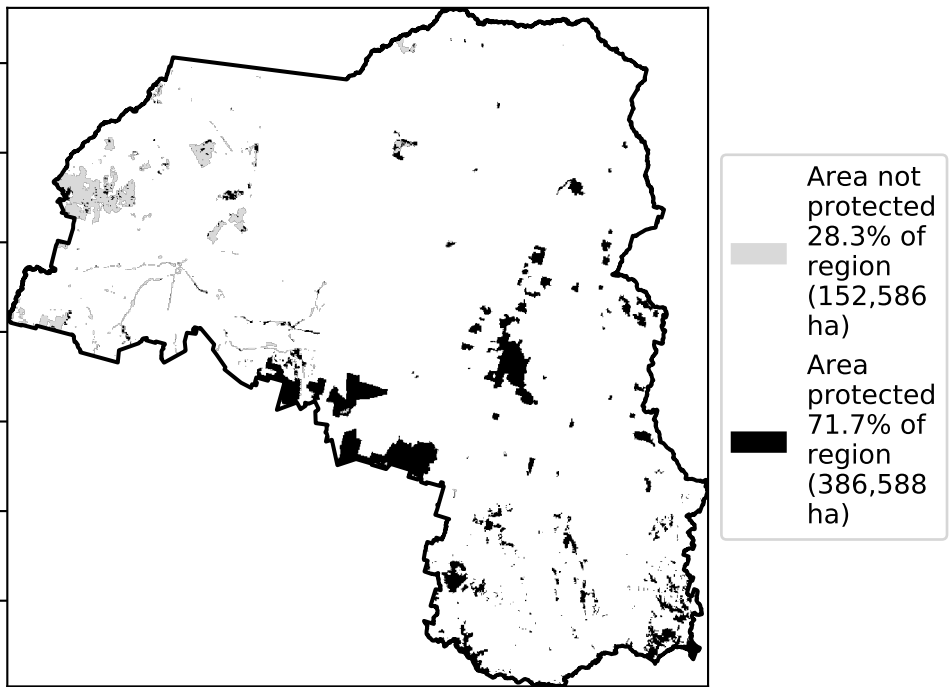 Area not
protected
28.3% of
region
(152,586
ha)
Area
protected
71.7% of
region
(386,588
ha)